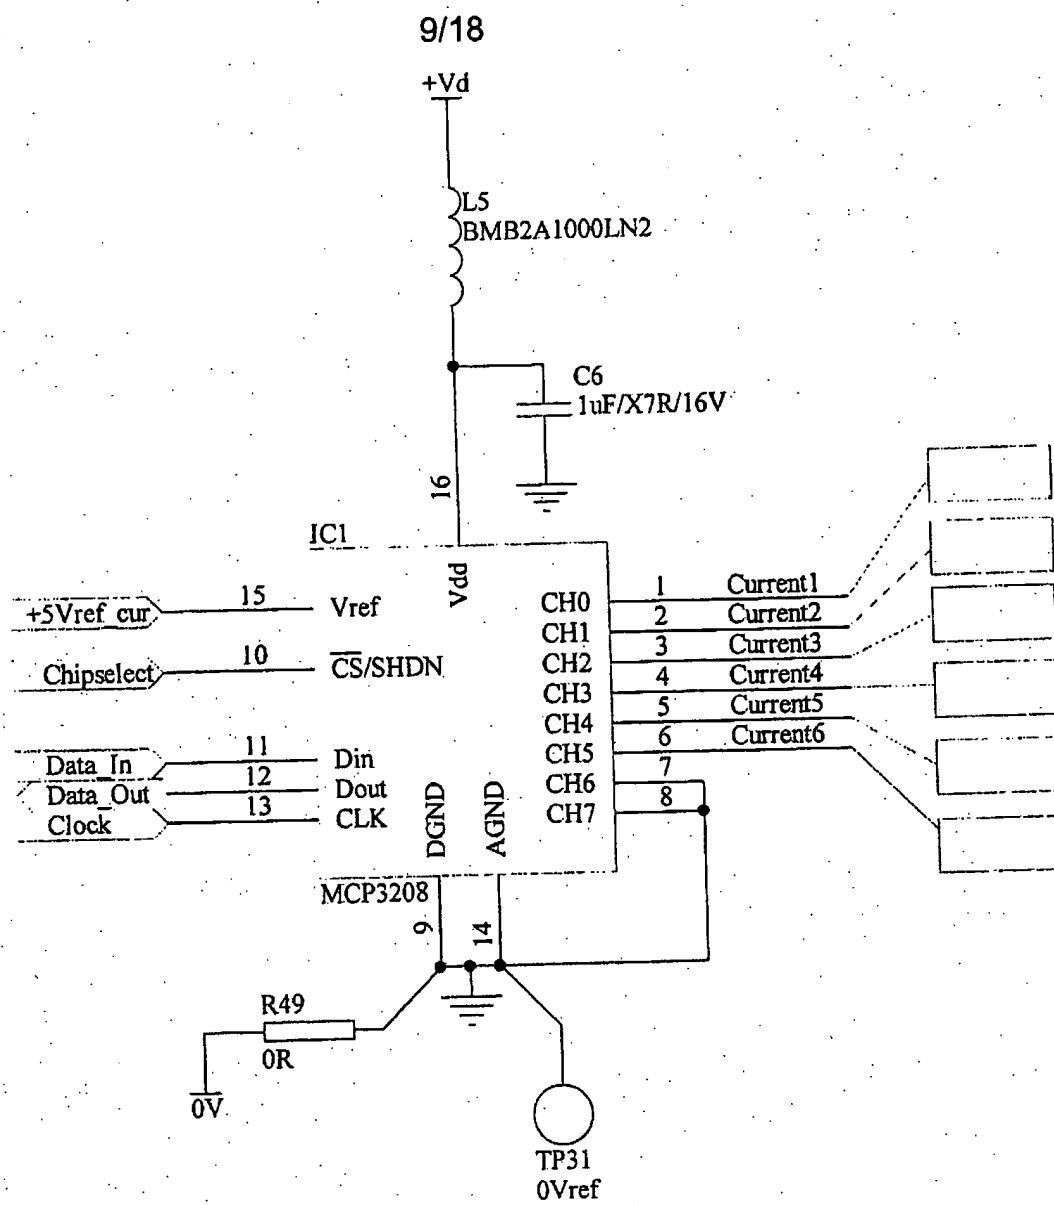 9/18
+Vd
L5
BMB2A1000LN2
C6
1uF/X7R/16V
16
IC1
Vdd
+5Vref_cur
15
Vref
Chipselect
10
CS/SHDN
Data_In
11
Din
Data_Out
12
Dout
Clock
13
CLK
DGND
AGND
CH0
1
Current1
CH1
2
Current2
CH2
3
Current3
CH3
4
Current4
CH4
5
Current5
CH5
6
Current6
CH6
7
CH7
8
MCP3208
9
14
R49
0R
0V
TP31
0Vref